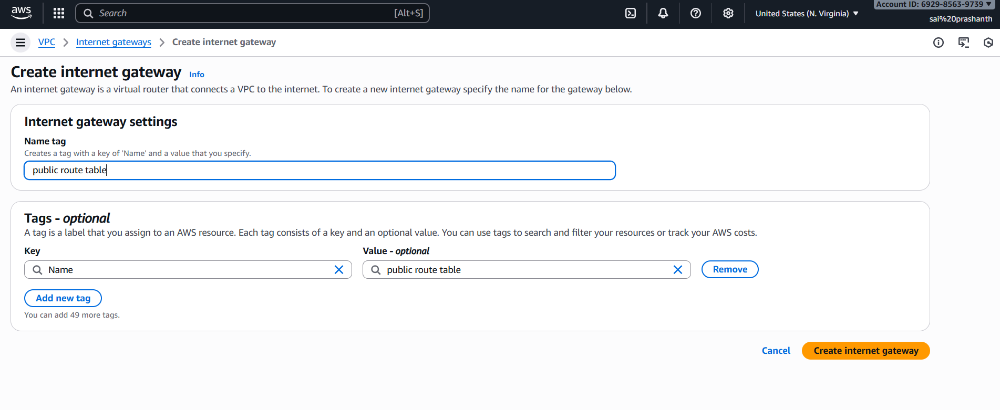 aws
Search [Alt+S]
United States (N. Virginia)
Account ID: 6929-8563-9739
sai%20prashanth
VPC
Internet gateways
Create internet gateway
Create internet gateway Info
An internet gateway is a virtual router that connects a VPC to the internet. To create a new internet gateway specify the name for the gateway below.
Internet gateway settings
Name tag
Creates a tag with a key of 'Name' and a value that you specify.
public route table
Tags - optional
A tag is a label that you assign to an AWS resource. Each tag consists of a key and an optional value. You can use tags to search and filter your resources or track your AWS costs.
Key
Value - optional
Name
public route table
Remove
Add new tag
You can add 49 more tags.
Cancel
Create internet gateway